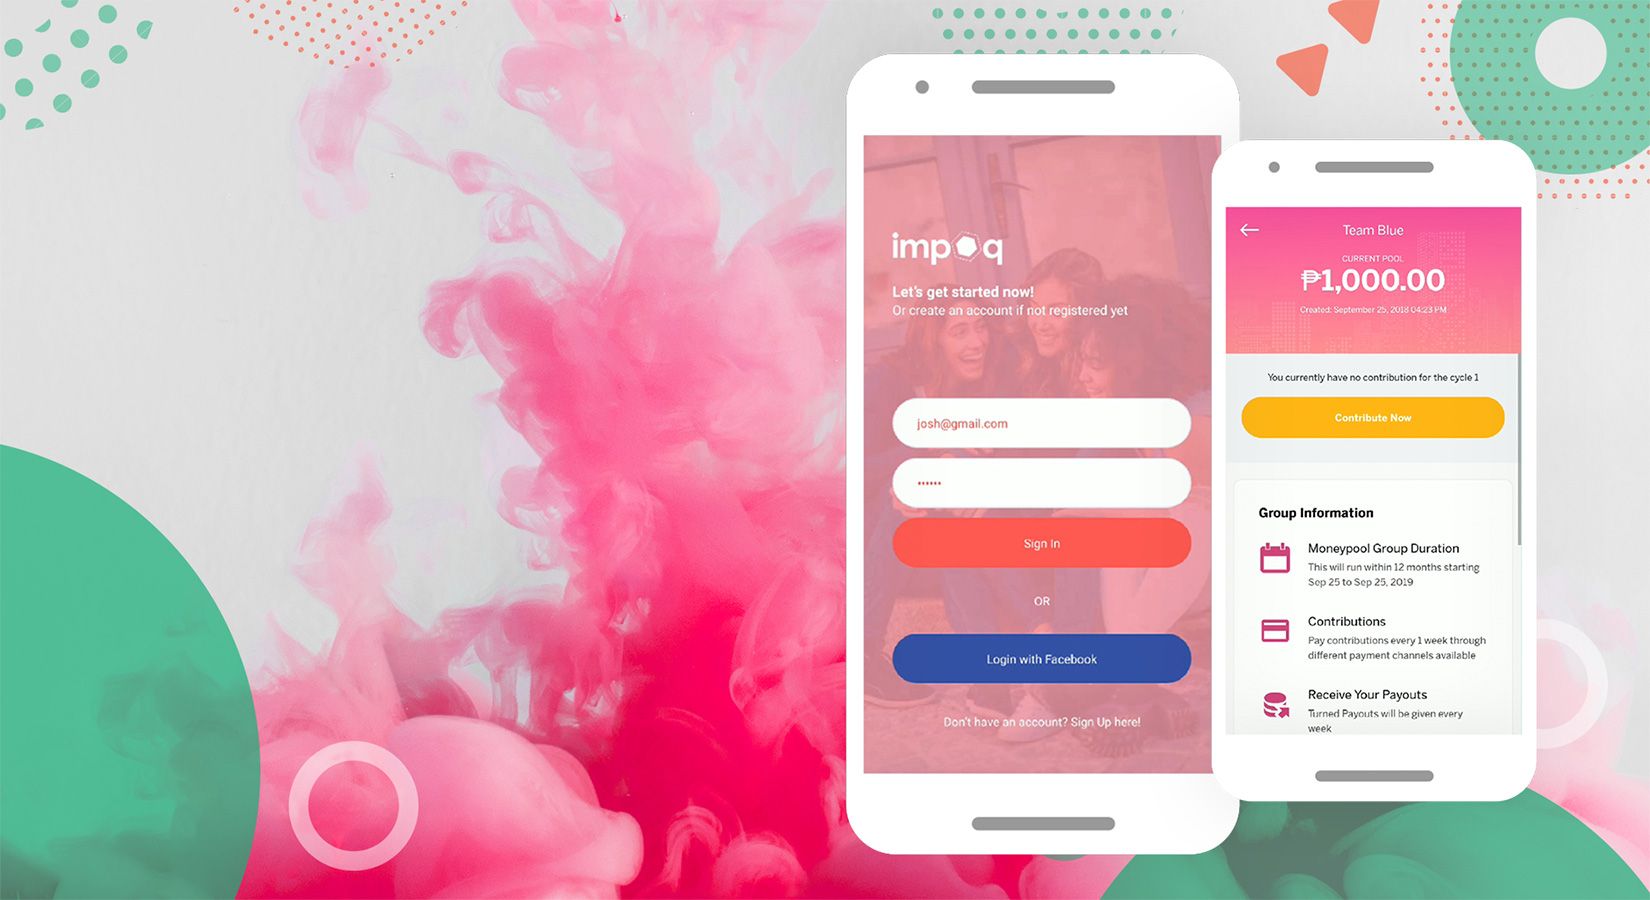 impoq
Let's get started now!
Or create an account if not registered yet
josh@gmail.com
••••••
Sign In
OR
Login with Facebook
Don't have an account? Sign Up here!
Team Blue
CURRENT POOL
₱1,000.00
Created: September 25, 2018 04:23 PM
You currently have no contribution for the cycle 1
Contribute Now
Group Information
Moneypool Group Duration
This will run within 12 months starting
Sep 25 to Sep 25, 2019
Contributions
Pay contributions every 1 week through
different payment channels available
Receive Your Payouts
Turned Payouts will be given every
week